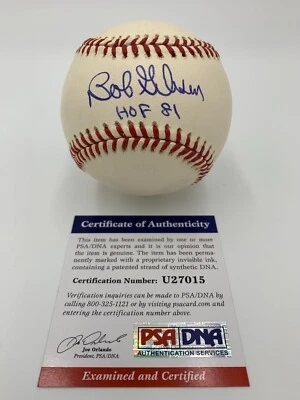 Bob Gibson
HOF 81
Certificate of Authenticity
This item has been examined by one or more
PSA/DNA experts and it is their opinion
the item is genuine. The item has been permanently
marked with a proprietary invisible ink,
containing a patented strand of synthetic DNA.
Certification Number: U27015
Verification inquiries can be made to PSA/DNA by
calling 800-325-1121 or by visiting psacard.com and
entering the certification number above.
Joe Orlando
President, PSA/DNA
PSA DNA
AUTHENTICATION SERVICES
Examined and Certified